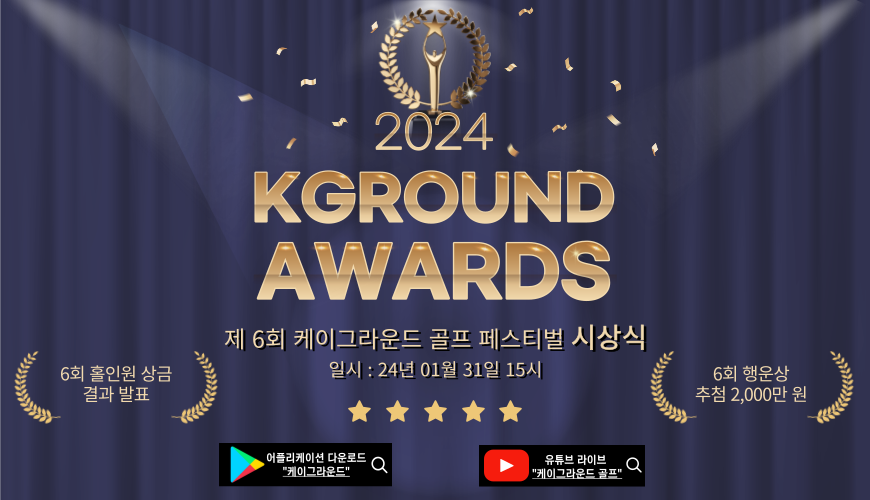 2024
KGROUND
AWARDS
제 6회 케이그라운드 골프 페스티벌 시상식
일시 : 24년 01월 31일 15시
6회 홀인원 상금
결과 발표
6회 행운상
추첨 2,000만 원
어플리케이션 다운로드
"케이그라운드"
유튜브 라이브
"케이그라운드 골프"